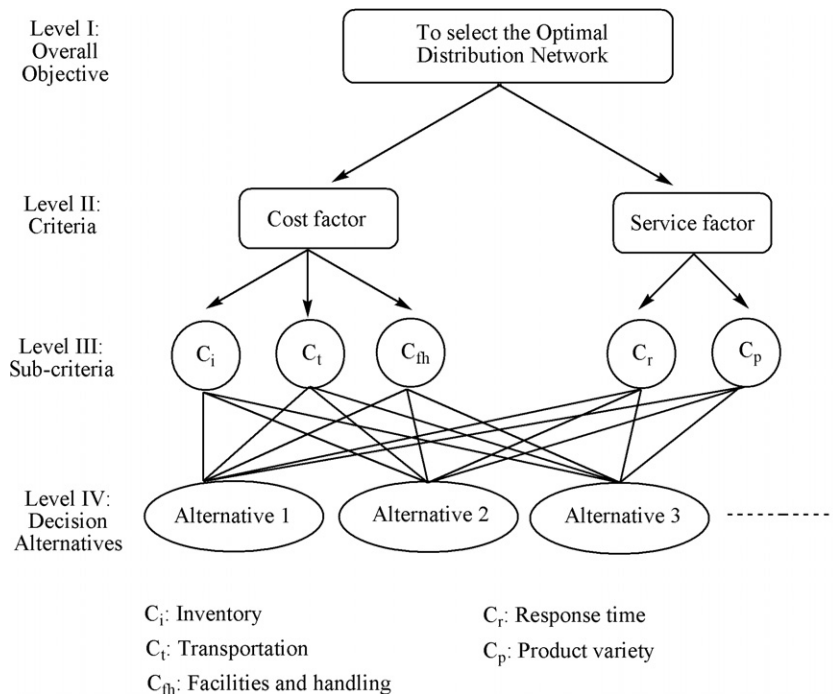 Level I:
Overall
Objective
To select the Optimal
Distribution Network
Level II:
Criteria
Cost factor
Service factor
Level III:
Sub-criteria
Cᵢ
Cₜ
C_fh
Cᵣ
Cₚ
Level IV:
Decision
Alternatives
Alternative 1
Alternative 2
Alternative 3
Cᵢ: Inventory
Cₜ: Transportation
C_fh: Facilities and handling
Cᵣ: Response time
Cₚ: Product variety